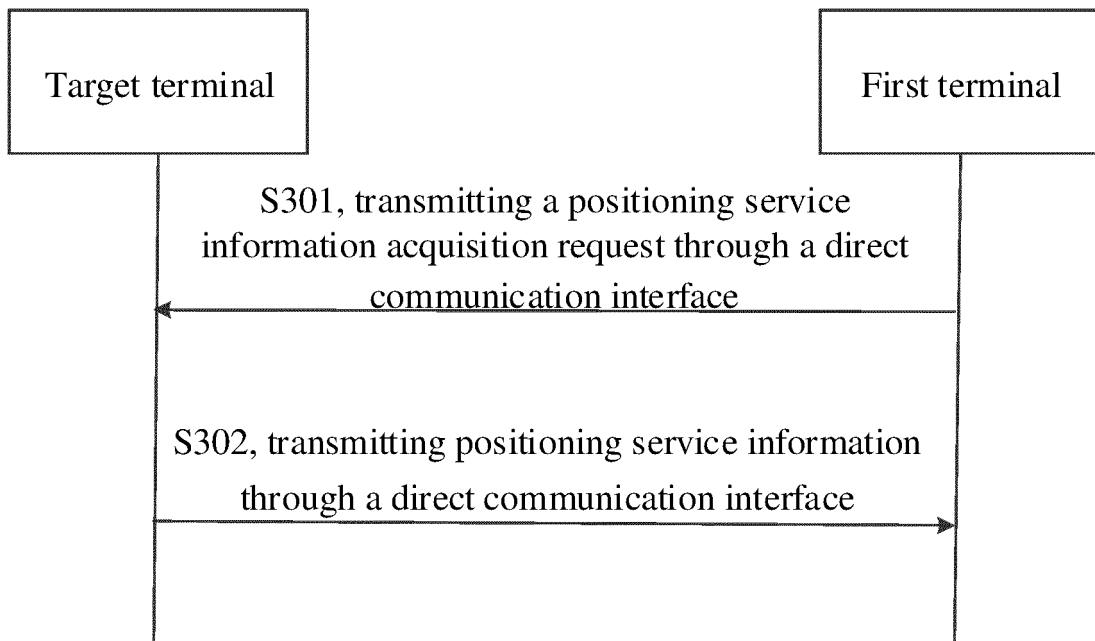 Target terminal
First terminal
S301, transmitting a positioning service
information acquisition request through a direct
communication interface
S302, transmitting positioning service information
through a direct communication interface